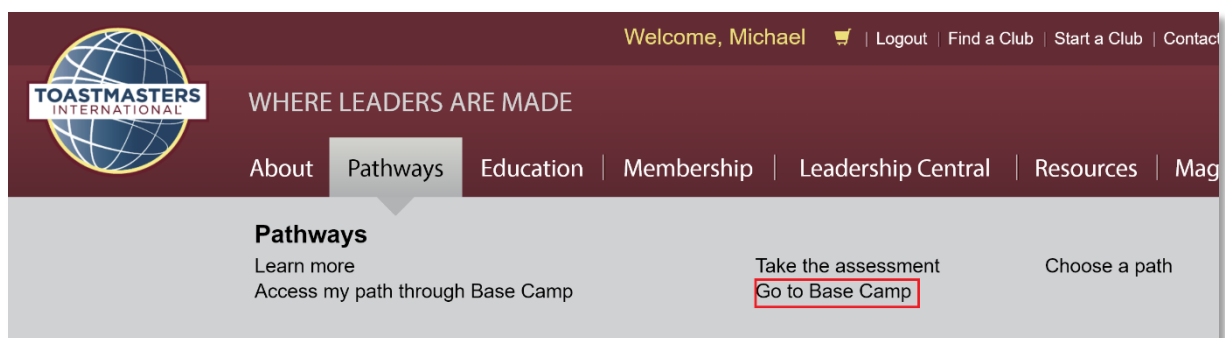 Welcome, Michael | Logout | Find a Club | Start a Club | Contact
TOASTMASTERS
INTERNATIONAL
WHERE LEADERS ARE MADE
About Pathways Education | Membership | Leadership Central | Resources | Mag
Pathways
Learn more Take the assessment Choose a path
Access my path through Base Camp Go to Base Camp